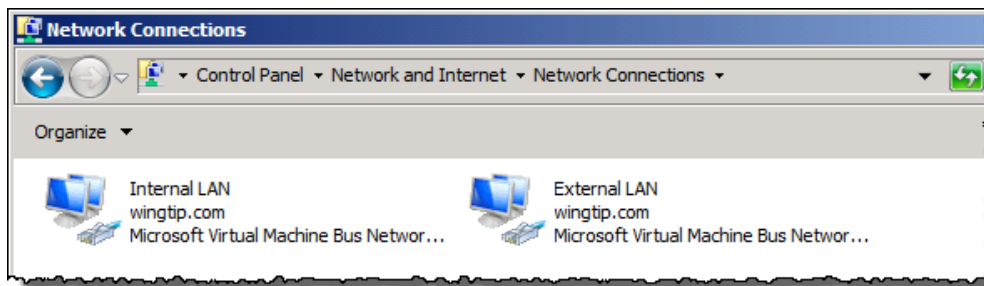 Network Connections
Control Panel Network and Internet Network Connections
Organize
Internal LAN
wingtip.com
Microsoft Virtual Machine Bus Networ...
External LAN
wingtip.com
Microsoft Virtual Machine Bus Networ...